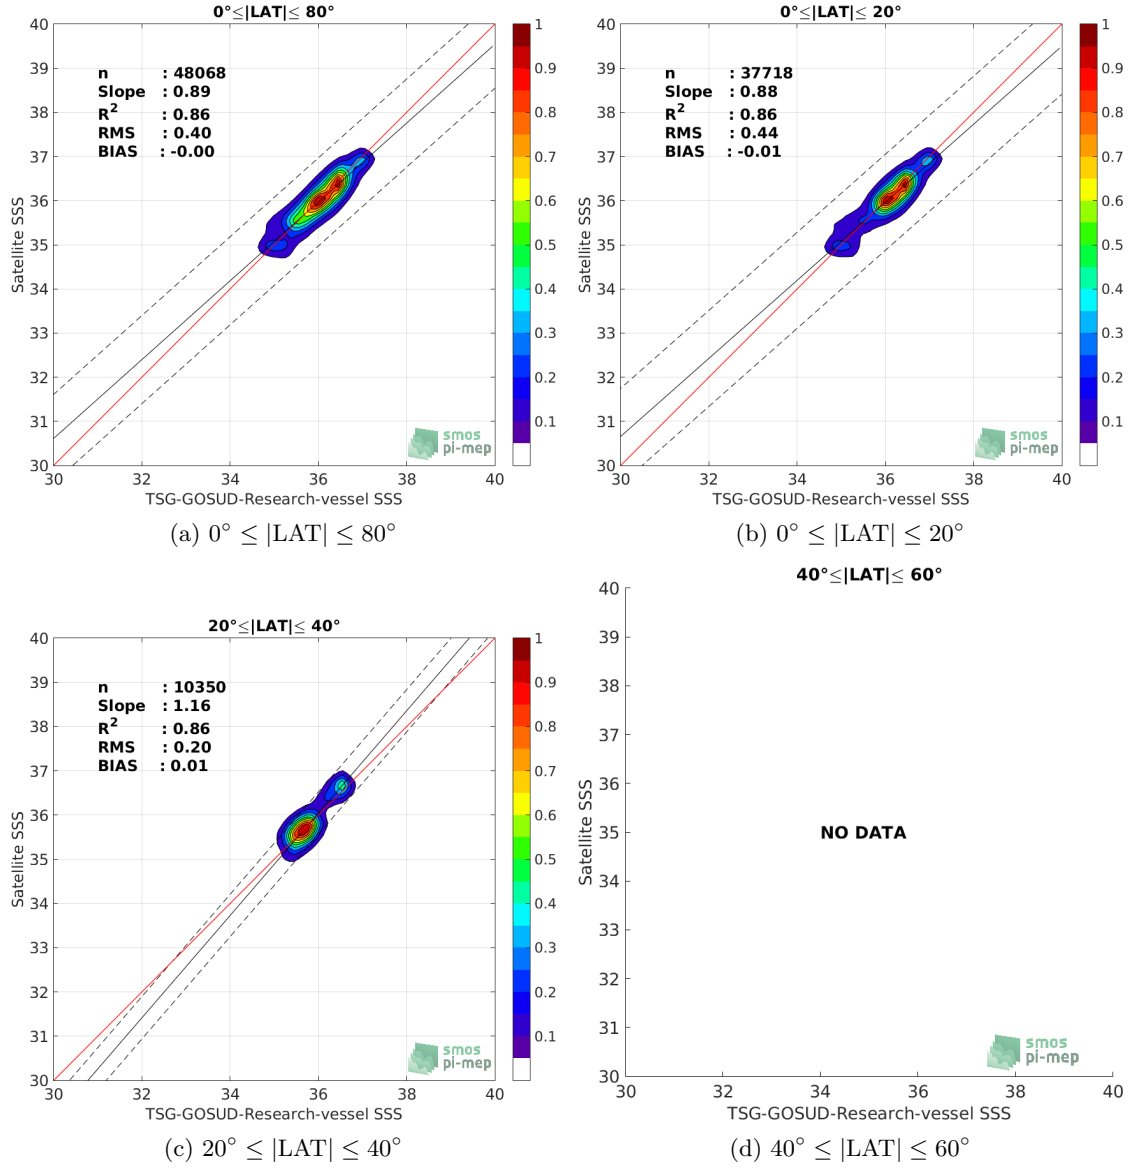 0°≤|LAT|≤ 80°
n : 48068
Slope : 0.89
R2 : 0.86
RMS : 0.40
BIAS : -0.00
Satellite SSS
40
39
38
37
36
35
34
33
32
31
30
30 32 34 36 38 40
TSG-GOSUD-Research-vessel SSS
1
0.9
0.8
0.7
0.6
0.5
0.4
0.3
0.2
0.1
smos
pi-mep
(a) 0° ≤ |LAT| ≤ 80°
0°≤|LAT|≤ 20°
n : 37718
Slope : 0.88
R2 : 0.86
RMS : 0.44
BIAS : -0.01
Satellite SSS
40
39
38
37
36
35
34
33
32
31
30
30 32 34 36 38 40
TSG-GOSUD-Research-vessel SSS
1
0.9
0.8
0.7
0.6
0.5
0.4
0.3
0.2
0.1
smos
pi-mep
(b) 0° ≤ |LAT| ≤ 20°
20°≤|LAT|≤ 40°
n : 10350
Slope : 1.16
R2 : 0.86
RMS : 0.20
BIAS : 0.01
Satellite SSS
40
39
38
37
36
35
34
33
32
31
30
30 32 34 36 38 40
TSG-GOSUD-Research-vessel SSS
1
0.9
0.8
0.7
0.6
0.5
0.4
0.3
0.2
0.1
smos
pi-mep
(c) 20° ≤ |LAT| ≤ 40°
40°≤|LAT|≤ 60°
NO DATA
Satellite SSS
40
39
38
37
36
35
34
33
32
31
30
30 32 34 36 38 40
TSG-GOSUD-Research-vessel SSS
smos
pi-mep
(d) 40° ≤ |LAT| ≤ 60°